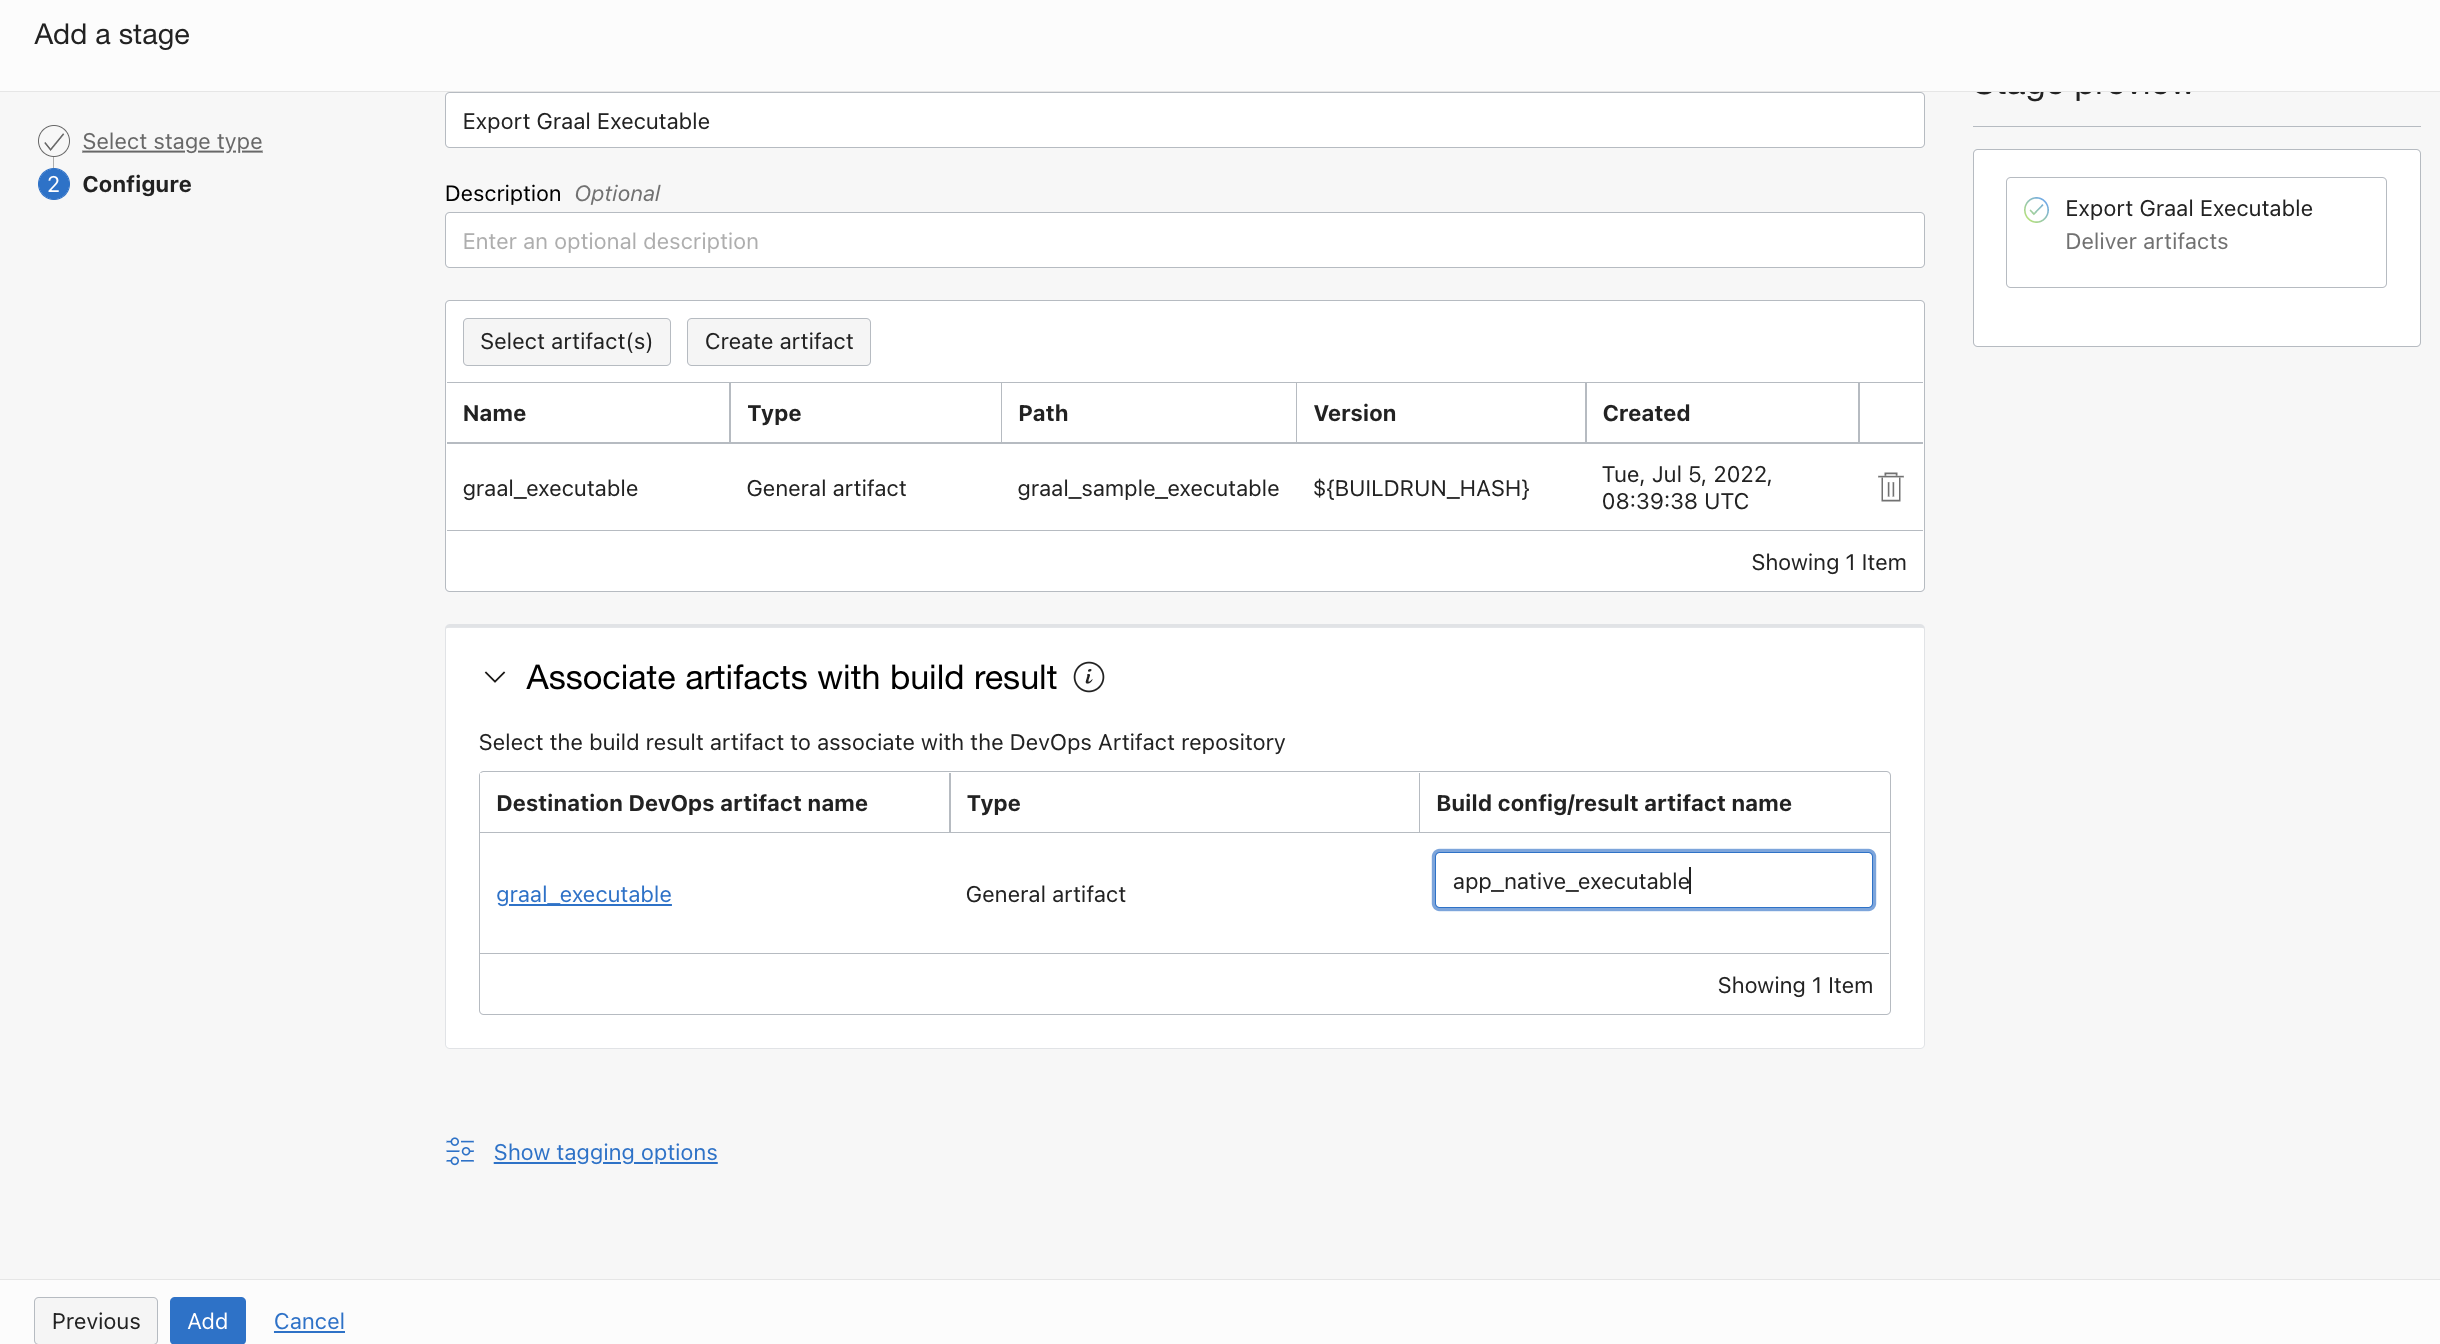 Add a stage
Select stage type
2 Configure
Export Graal Executable
Description Optional
Enter an optional description
Select artifact(s) Create artifact
Name Type Path Version Created
graal_executable General artifact graal_sample_executable ${BUILDRUN_HASH} Tue, Jul 5, 2022,
08:39:38 UTC
Showing 1 Item
Associate artifacts with build result i
Select the build result artifact to associate with the DevOps Artifact repository
Destination DevOps artifact name Type Build config/result artifact name
graal_executable General artifact app_native_executable
Showing 1 Item
Show tagging options
Stage preview
Export Graal Executable
Deliver artifacts
Previous Add Cancel